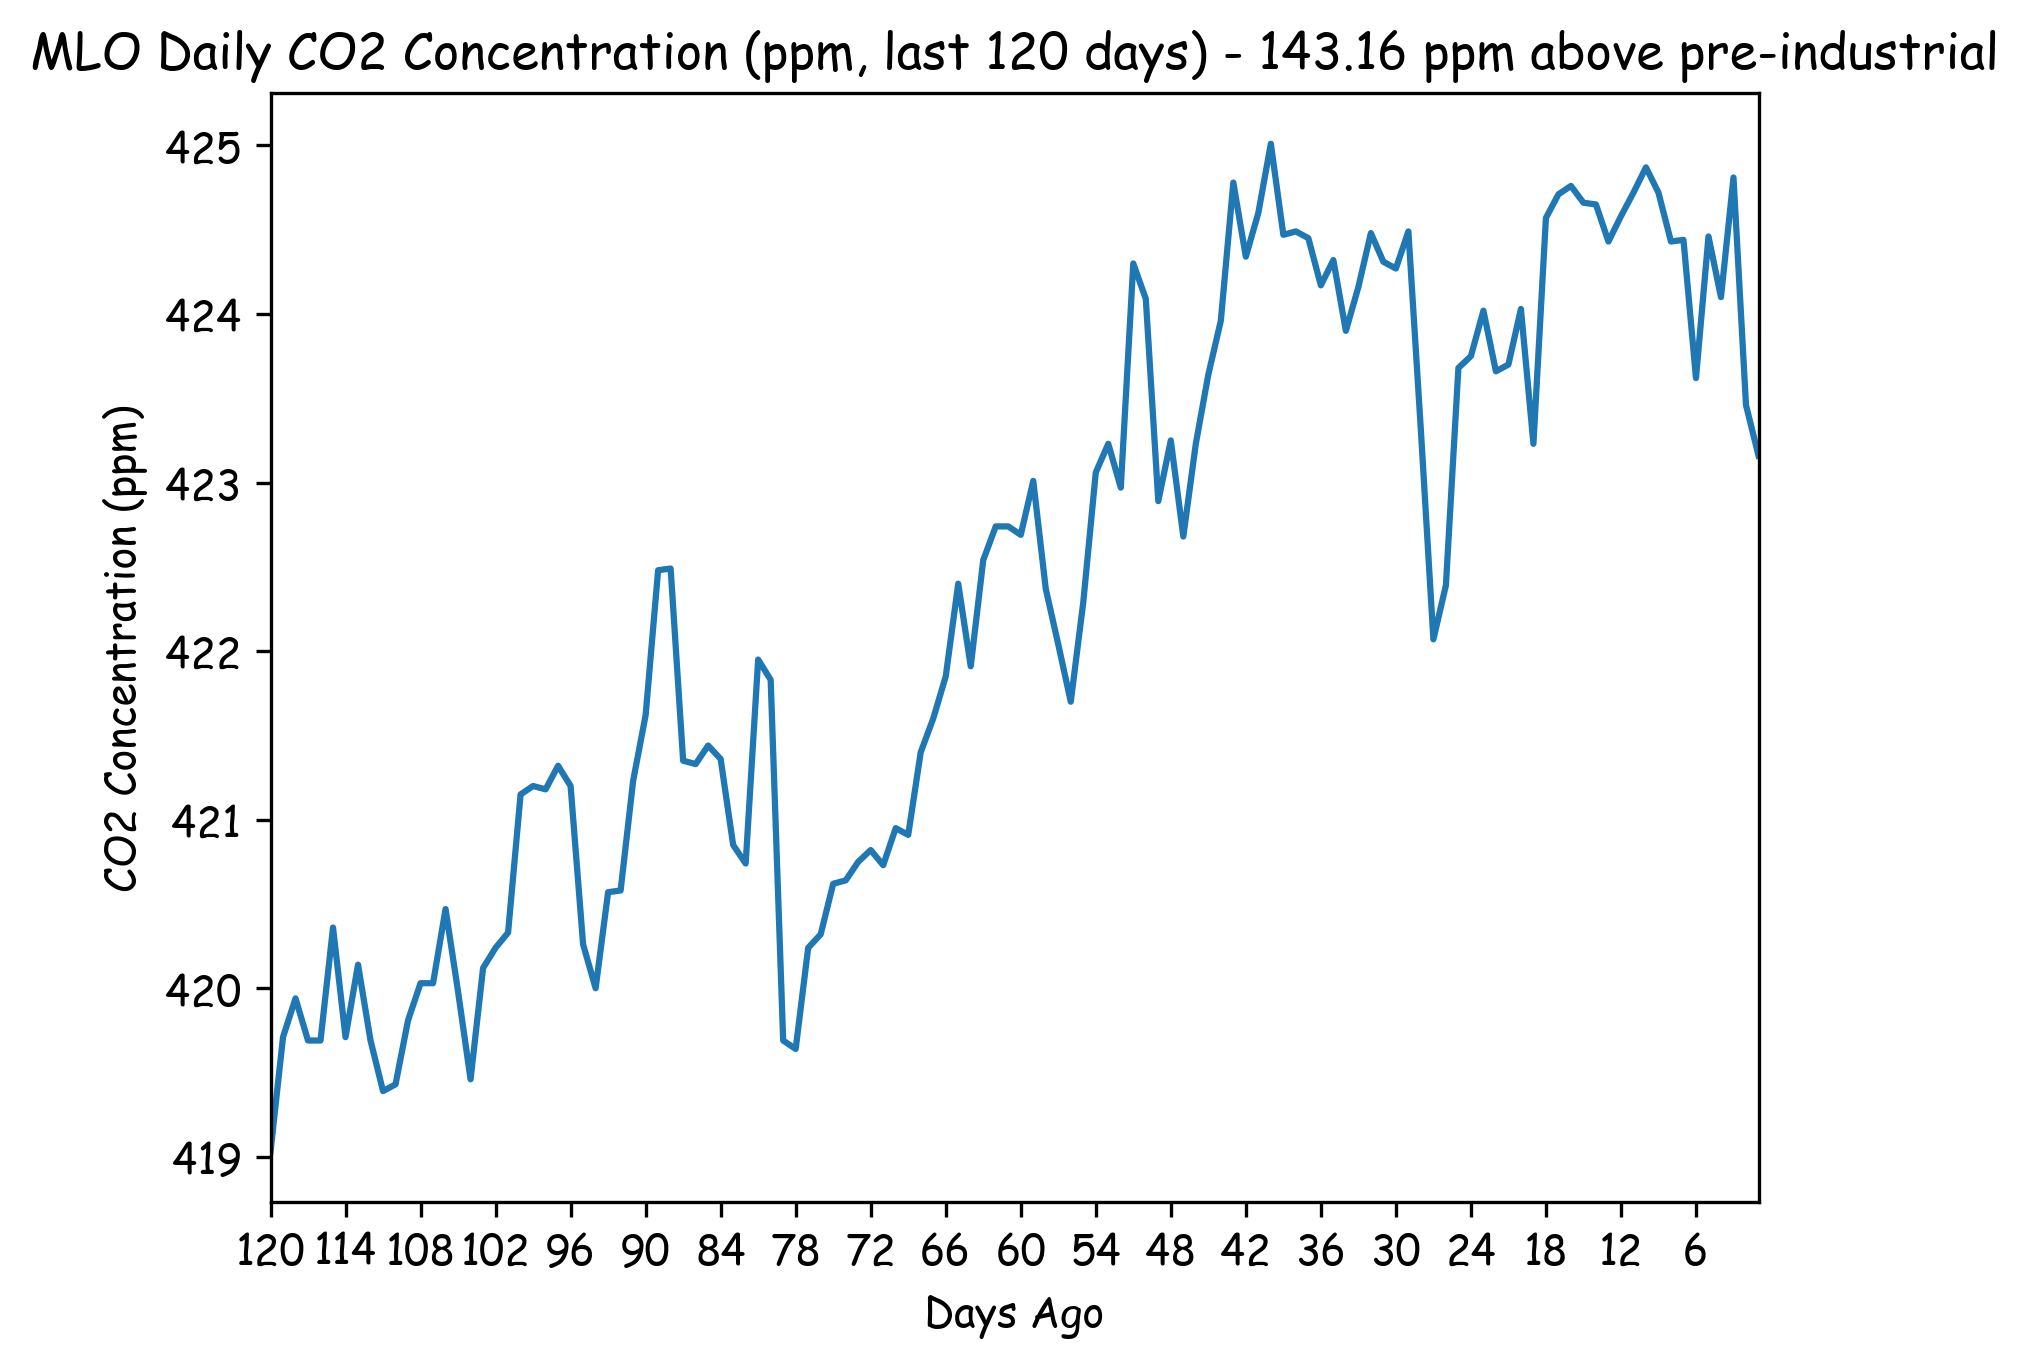 MLO Daily CO2 Concentration (ppm, last 120 days) - 143.16 ppm above pre-industrial
425
424
423
422
421
420
419
CO2 Concentration (ppm)
120 114 108 102 96 90 84 78 72 66 60 54 48 42 36 30 24 18 12 6
Days Ago